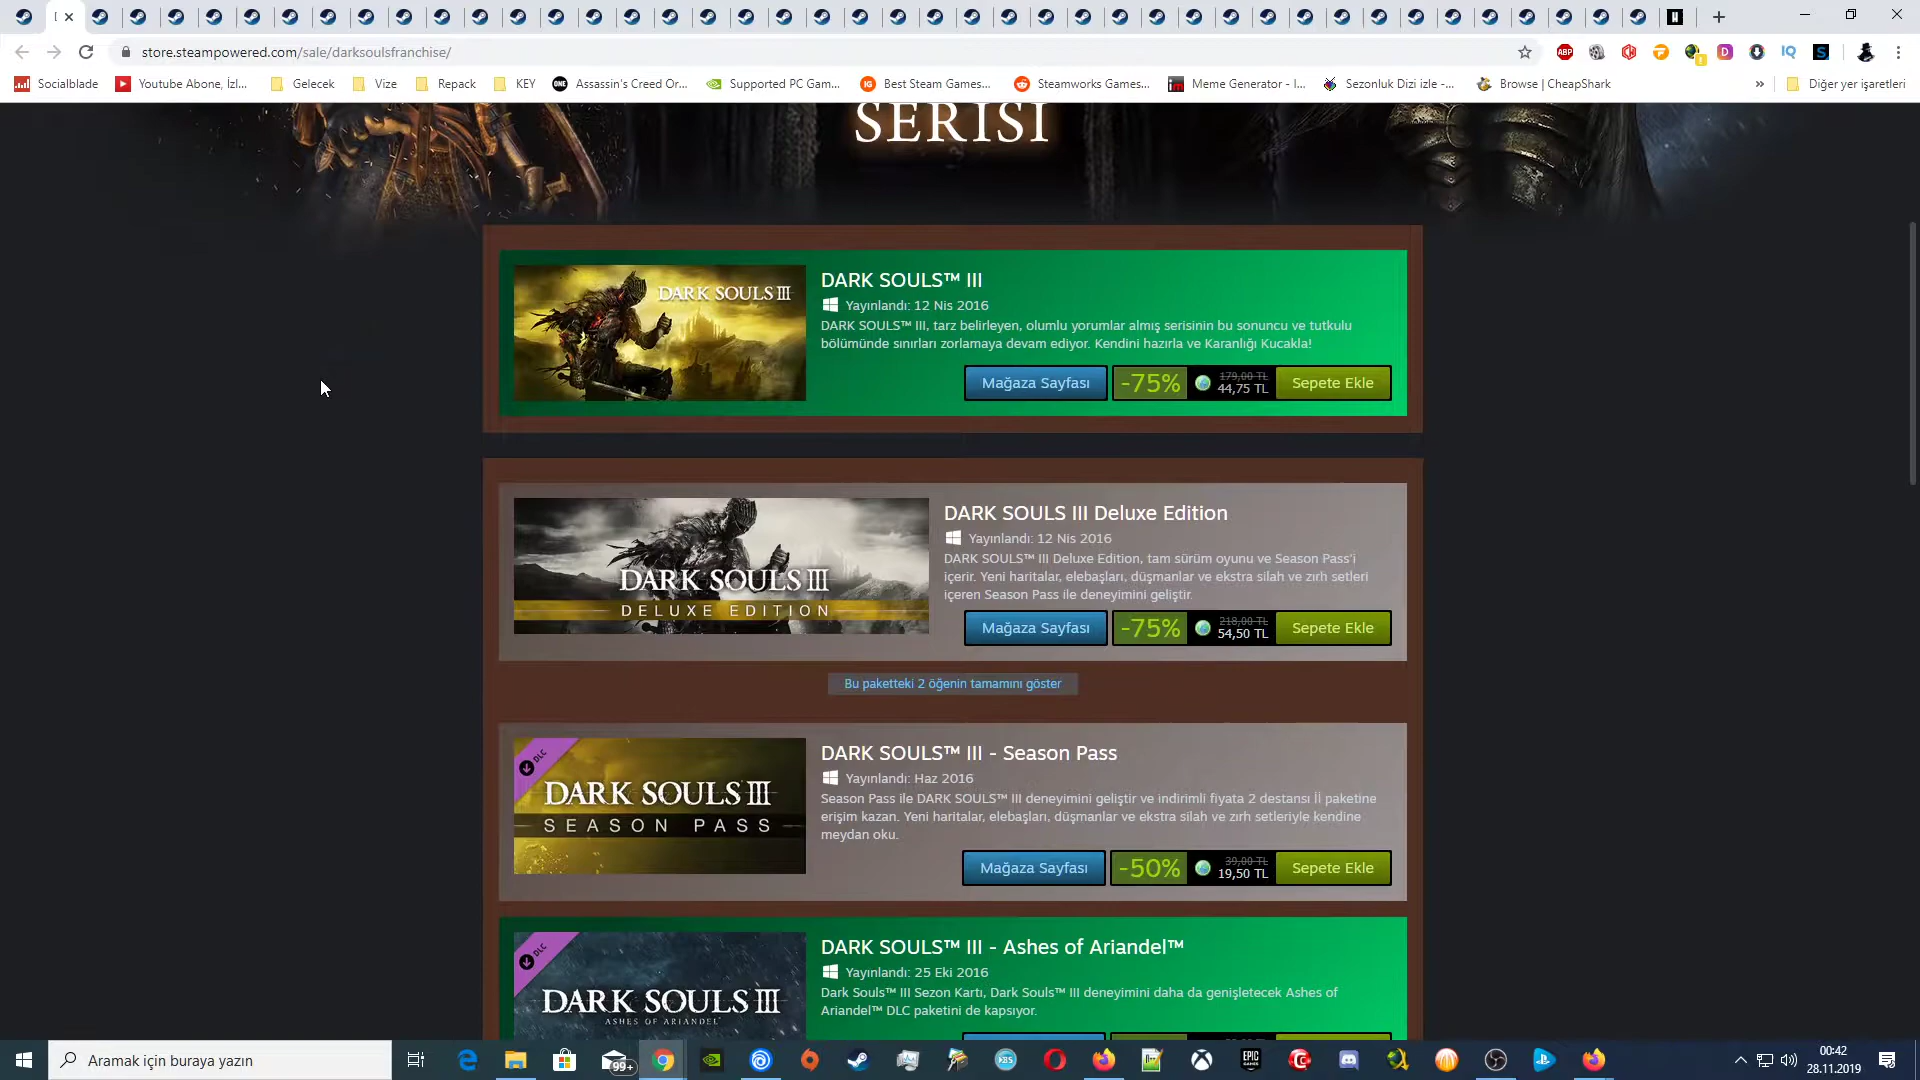 store.steampowered.com/sale/darksoulsfranchise/
ABP
D
IQ
S
Socialblade
Youtube Abone, İzl...
Gelecek
Vize
Repack
KEY
Assassin's Creed Or...
Supported PC Gam...
Best Steam Games...
Steamworks Games...
Meme Generator - I...
Sezonluk Dizi izle -...
Browse | CheapShark
»
Diğer yer işaretleri
SERISI
DARK SOULS III
DARK SOULS™ III
Yayınlandı: 12 Nis 2016
DARK SOULS™ III, tarz belirleyen, olumlu yorumlar almış serisinin bu sonuncu ve tutkulu
bölümünde sınırları zorlamaya devam ediyor. Kendini hazırla ve Karanlığı Kucakla!
Mağaza Sayfası
-75%
179,00 TL
44,75 TL
Sepete Ekle
DARK SOULS III
DELUXE EDITION
DARK SOULS III Deluxe Edition
Yayınlandı: 12 Nis 2016
DARK SOULS™ III Deluxe Edition, tam sürüm oyunu ve Season Pass'i
içerir. Yeni haritalar, elebaşları, düşmanlar ve ekstra silah ve zırh setleri
içeren Season Pass ile deneyimini geliştir.
Mağaza Sayfası
-75%
218,00 TL
54,50 TL
Sepete Ekle
Bu paketteki 2 öğenin tamamını göster
DLC
DARK SOULS III
SEASON PASS
DARK SOULS™ III - Season Pass
Yayınlandı: Haz 2016
Season Pass ile DARK SOULS™ III deneyimini geliştir ve indirimli fiyata 2 destansı İİ paketine
erişim kazan. Yeni haritalar, elebaşları, düşmanlar ve ekstra silah ve zırh setleriyle kendine
meydan oku.
Mağaza Sayfası
-50%
39,00 TL
19,50 TL
Sepete Ekle
DLC
DARK SOULS III
ASHES OF ARIANDEL
DARK SOULS™ III - Ashes of Ariandel™
Yayınlandı: 25 Eki 2016
Dark Souls™ III Sezon Kartı, Dark Souls™ III deneyimini daha da genişletecek Ashes of
Ariandel™ DLC paketini de kapsıyor.
Aramak için buraya yazın
99+
00:42
28.11.2019